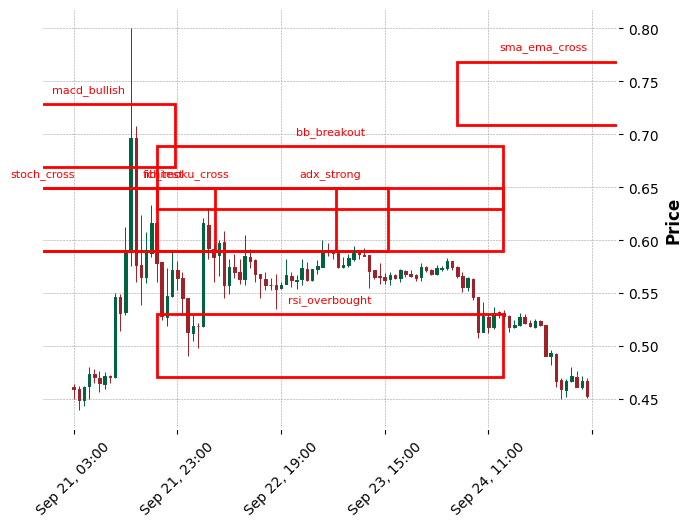 0.80
sma_ema_cross
0.75
macd_bullish
0.70
bb_breakout
stoch_cross
ichimoku_cross
adx_strong
0.65
Price
0.60
0.55
rsi_overbought
0.50
0.45
Sep 21, 03:00
Sep 21, 23:00
Sep 22, 19:00
Sep 23, 15:00
Sep 24, 11:00